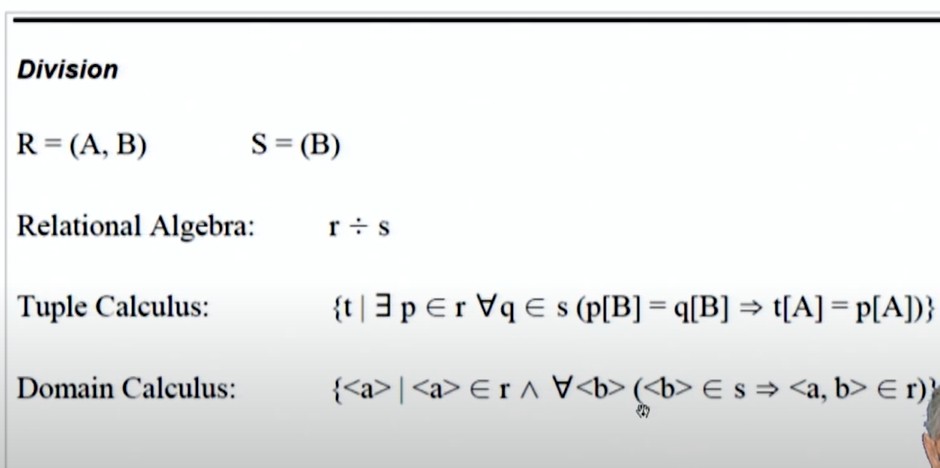 Division
R = (A, B) S = (B)
Relational Algebra: r ÷ s
Tuple Calculus: {t | ∃ p ∈ r ∀q ∈ s (p[B] = q[B] ⇒ t[A] = p[A])}
Domain Calculus: {<a> | <a> ∈ r ∧ ∀<b> (<b> ∈ s ⇒ <a, b> ∈ r)}